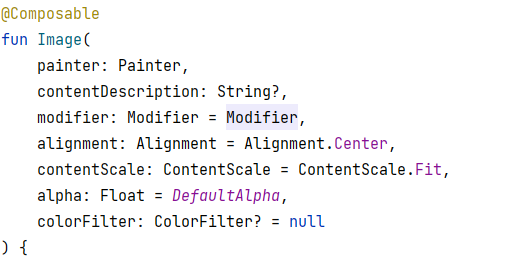 @Composable
fun Image(
    painter: Painter,
    contentDescription: String?,
    modifier: Modifier = Modifier,
    alignment: Alignment = Alignment.Center,
    contentScale: ContentScale = ContentScale.Fit,
    alpha: Float = DefaultAlpha,
    colorFilter: ColorFilter? = null
) {